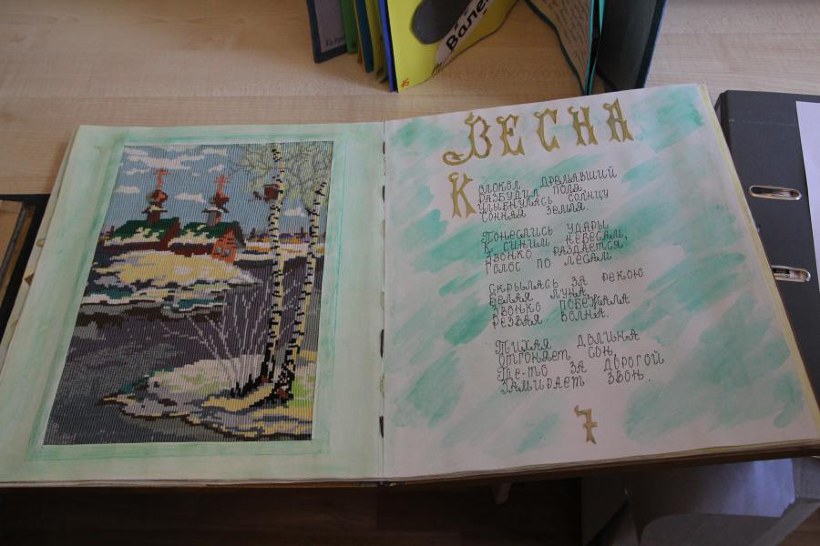 Вале
6
ВЕСНА
Колокол дремавший
Разбудил поля,
Улыбнулась солнцу
Сонная земля
Понеслись удары
К синим небесам,
Звонко раздается
Голос по лесам
Скрылась за рекою
Белая луна,
Звонко побежала
Резвая волна.
Тихая долина
Отгоняет сон,
Где-то за дорогой
Замирает звон.
7